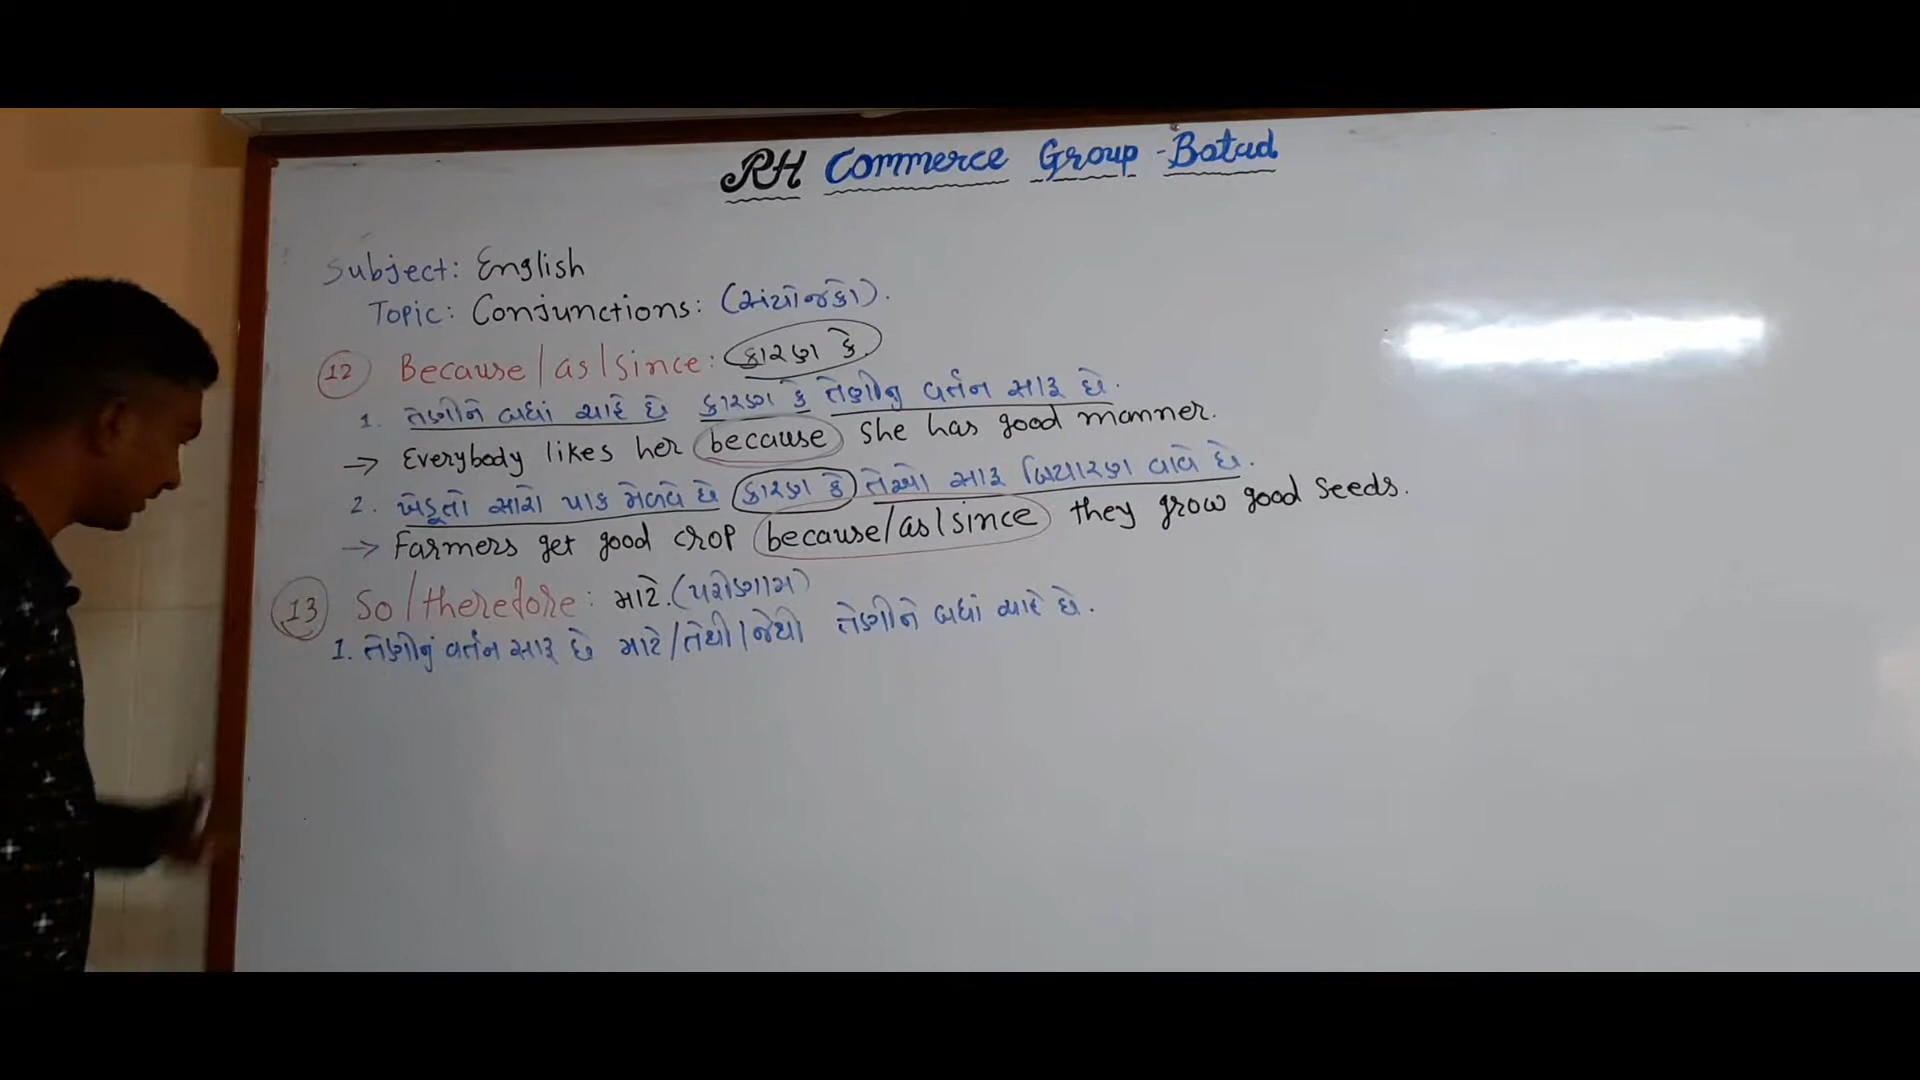 RH Commerce Group - Botad
Subject: English
Topic: Conjunctions: (સંયોજકો).
12 Because/as/since: કારણ કે.
1. તેણીને બધાં ચાહે છે કારણ કે તેણીનું વર્તન સારૂ છે.
→ Everybody likes her because she has good manner.
2. ખેડૂતો સારો પાક મેળવે છે કારણ કે તેઓ સારૂ બિયારણ વાવે છે.
→ Farmers get good crop because/as/since they grow good seeds.
13 So/therefore: માટે. (પરીણામ)
1. તેણીનું વર્તન સારૂ છે માટે/તેથી/જેથી તેણીને બધાં ચાહે છે.